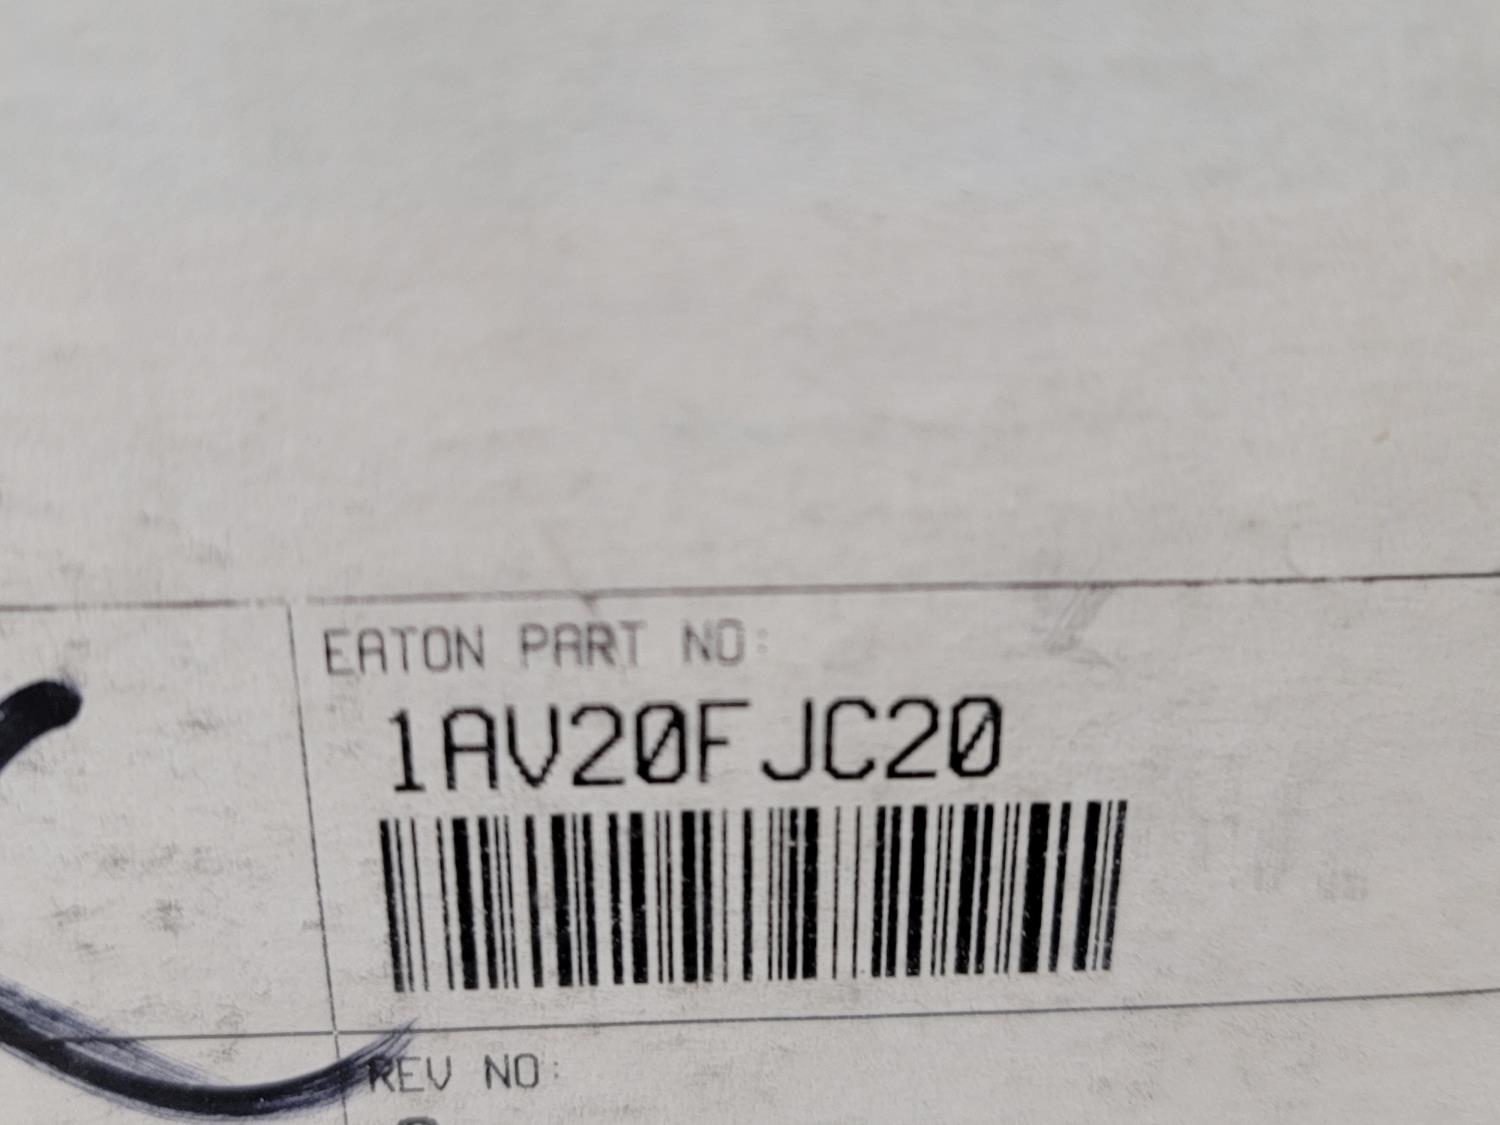 EATON PART NO:
1AV20FJC20
REV NO: